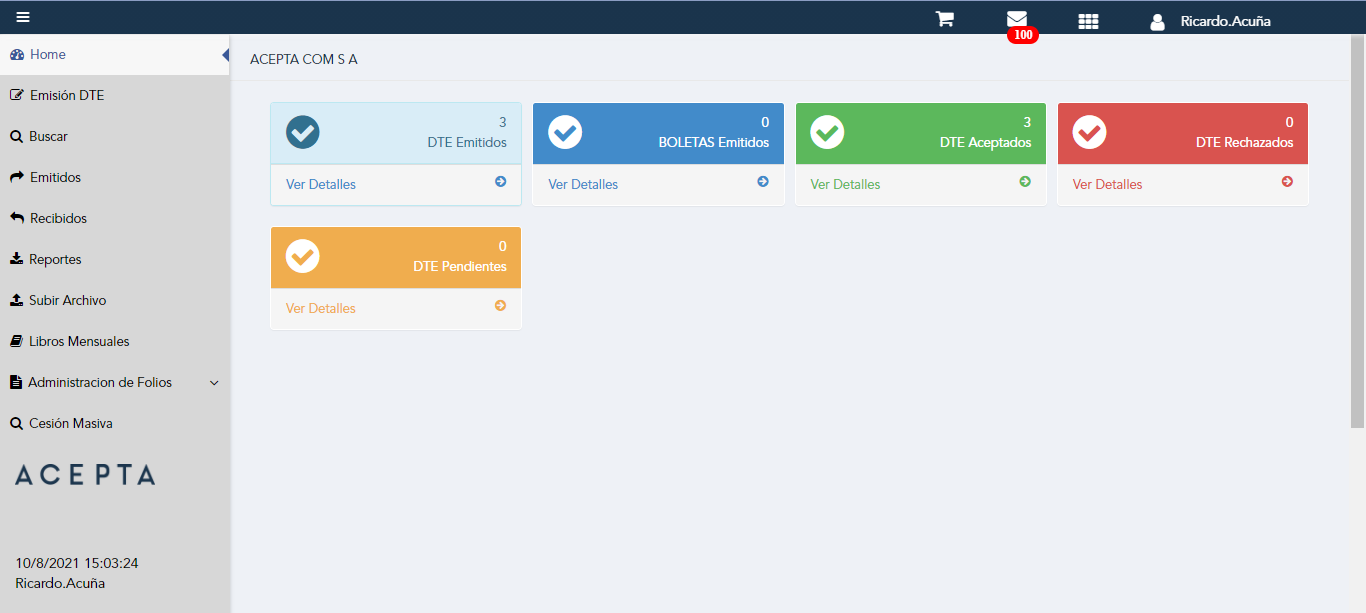 100
Ricardo.Acuña
Home
ACEPTA COM S A
Emisión DTE
Buscar
Emitidos
Recibidos
Reportes
Subir Archivo
Libros Mensuales
Administracion de Folios
Cesión Masiva
ACEPTA
10/8/2021 15:03:24
Ricardo.Acuña
3
DTE Emitidos
Ver Detalles
0
BOLETAS Emitidos
Ver Detalles
3
DTE Aceptados
Ver Detalles
0
DTE Rechazados
Ver Detalles
0
DTE Pendientes
Ver Detalles